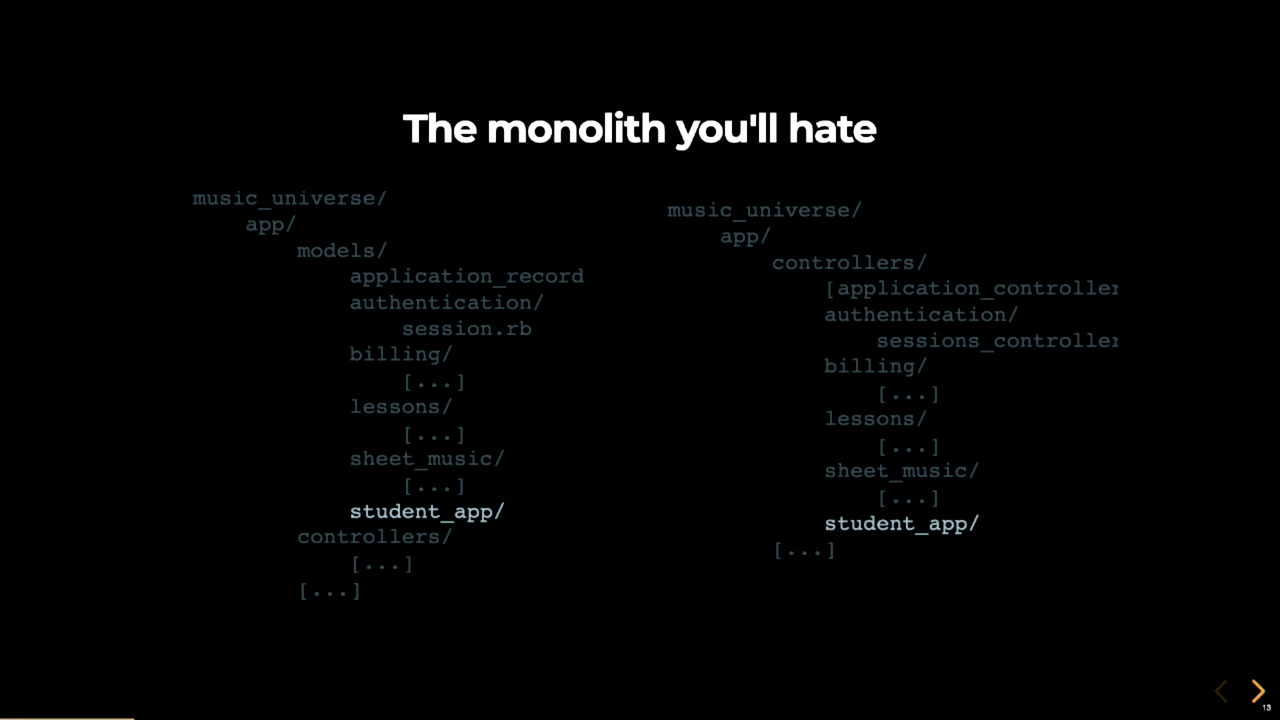 The monolith you'll hate
music_universe/
app/
models/
application_record
authentication/
session.rb
billing/
[...]
lessons/
[...]
sheet_music/
[...]
student_app/
controllers/
[...]
[...]
music_universe/
app/
controllers/
[application_controller
authentication/
sessions_controller
billing/
[...]
lessons/
[...]
sheet_music/
[...]
student_app/
[...]
13